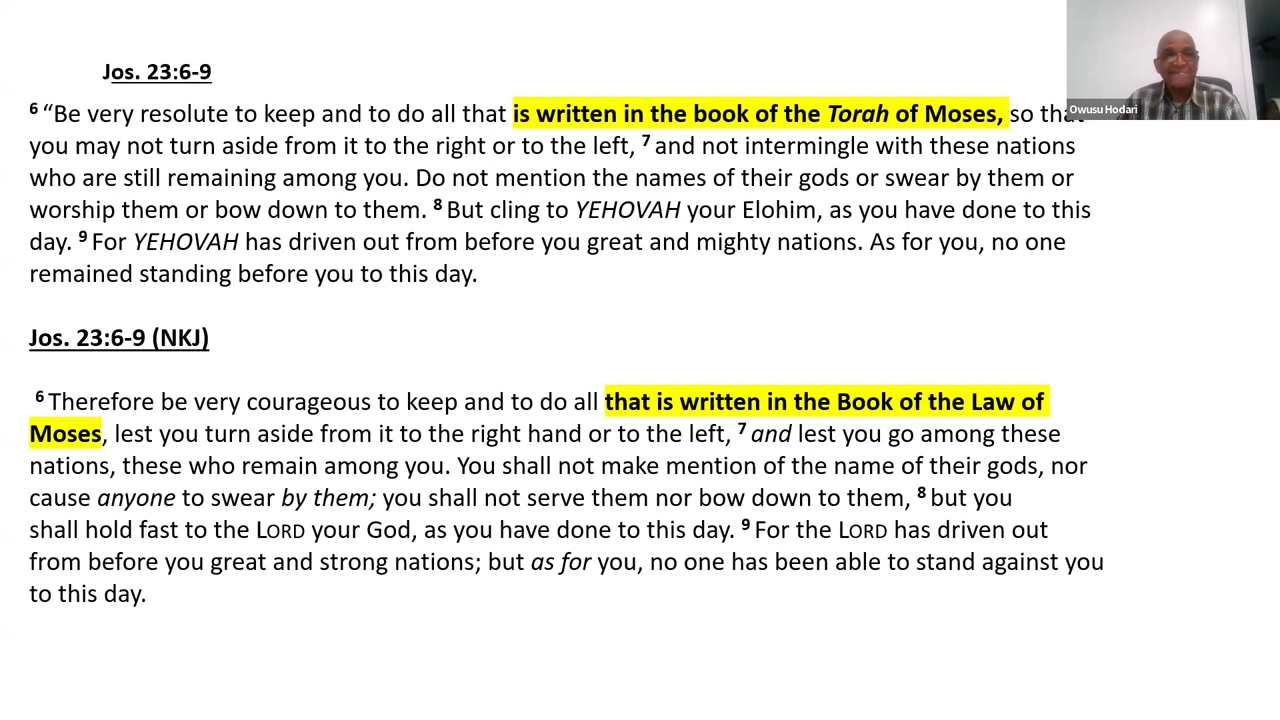 Jos. 23:6-9
6 “Be very resolute to keep and to do all that is written in the book of the Torah of Moses, so that
you may not turn aside from it to the right or to the left, 7 and not intermingle with these nations
who are still remaining among you. Do not mention the names of their gods or swear by them or
worship them or bow down to them. 8 But cling to YEHOVAH your Elohim, as you have done to this
day. 9 For YEHOVAH has driven out from before you great and mighty nations. As for you, no one
remained standing before you to this day.
Jos. 23:6-9 (NKJ)
6 Therefore be very courageous to keep and to do all that is written in the Book of the Law of
Moses, lest you turn aside from it to the right hand or to the left, 7 and lest you go among these
nations, these who remain among you. You shall not make mention of the name of their gods, nor
cause anyone to swear by them; you shall not serve them nor bow down to them, 8 but you
shall hold fast to the LORD your God, as you have done to this day. 9 For the LORD has driven out
from before you great and strong nations; but as for you, no one has been able to stand against you
to this day.
Owusu Hodari